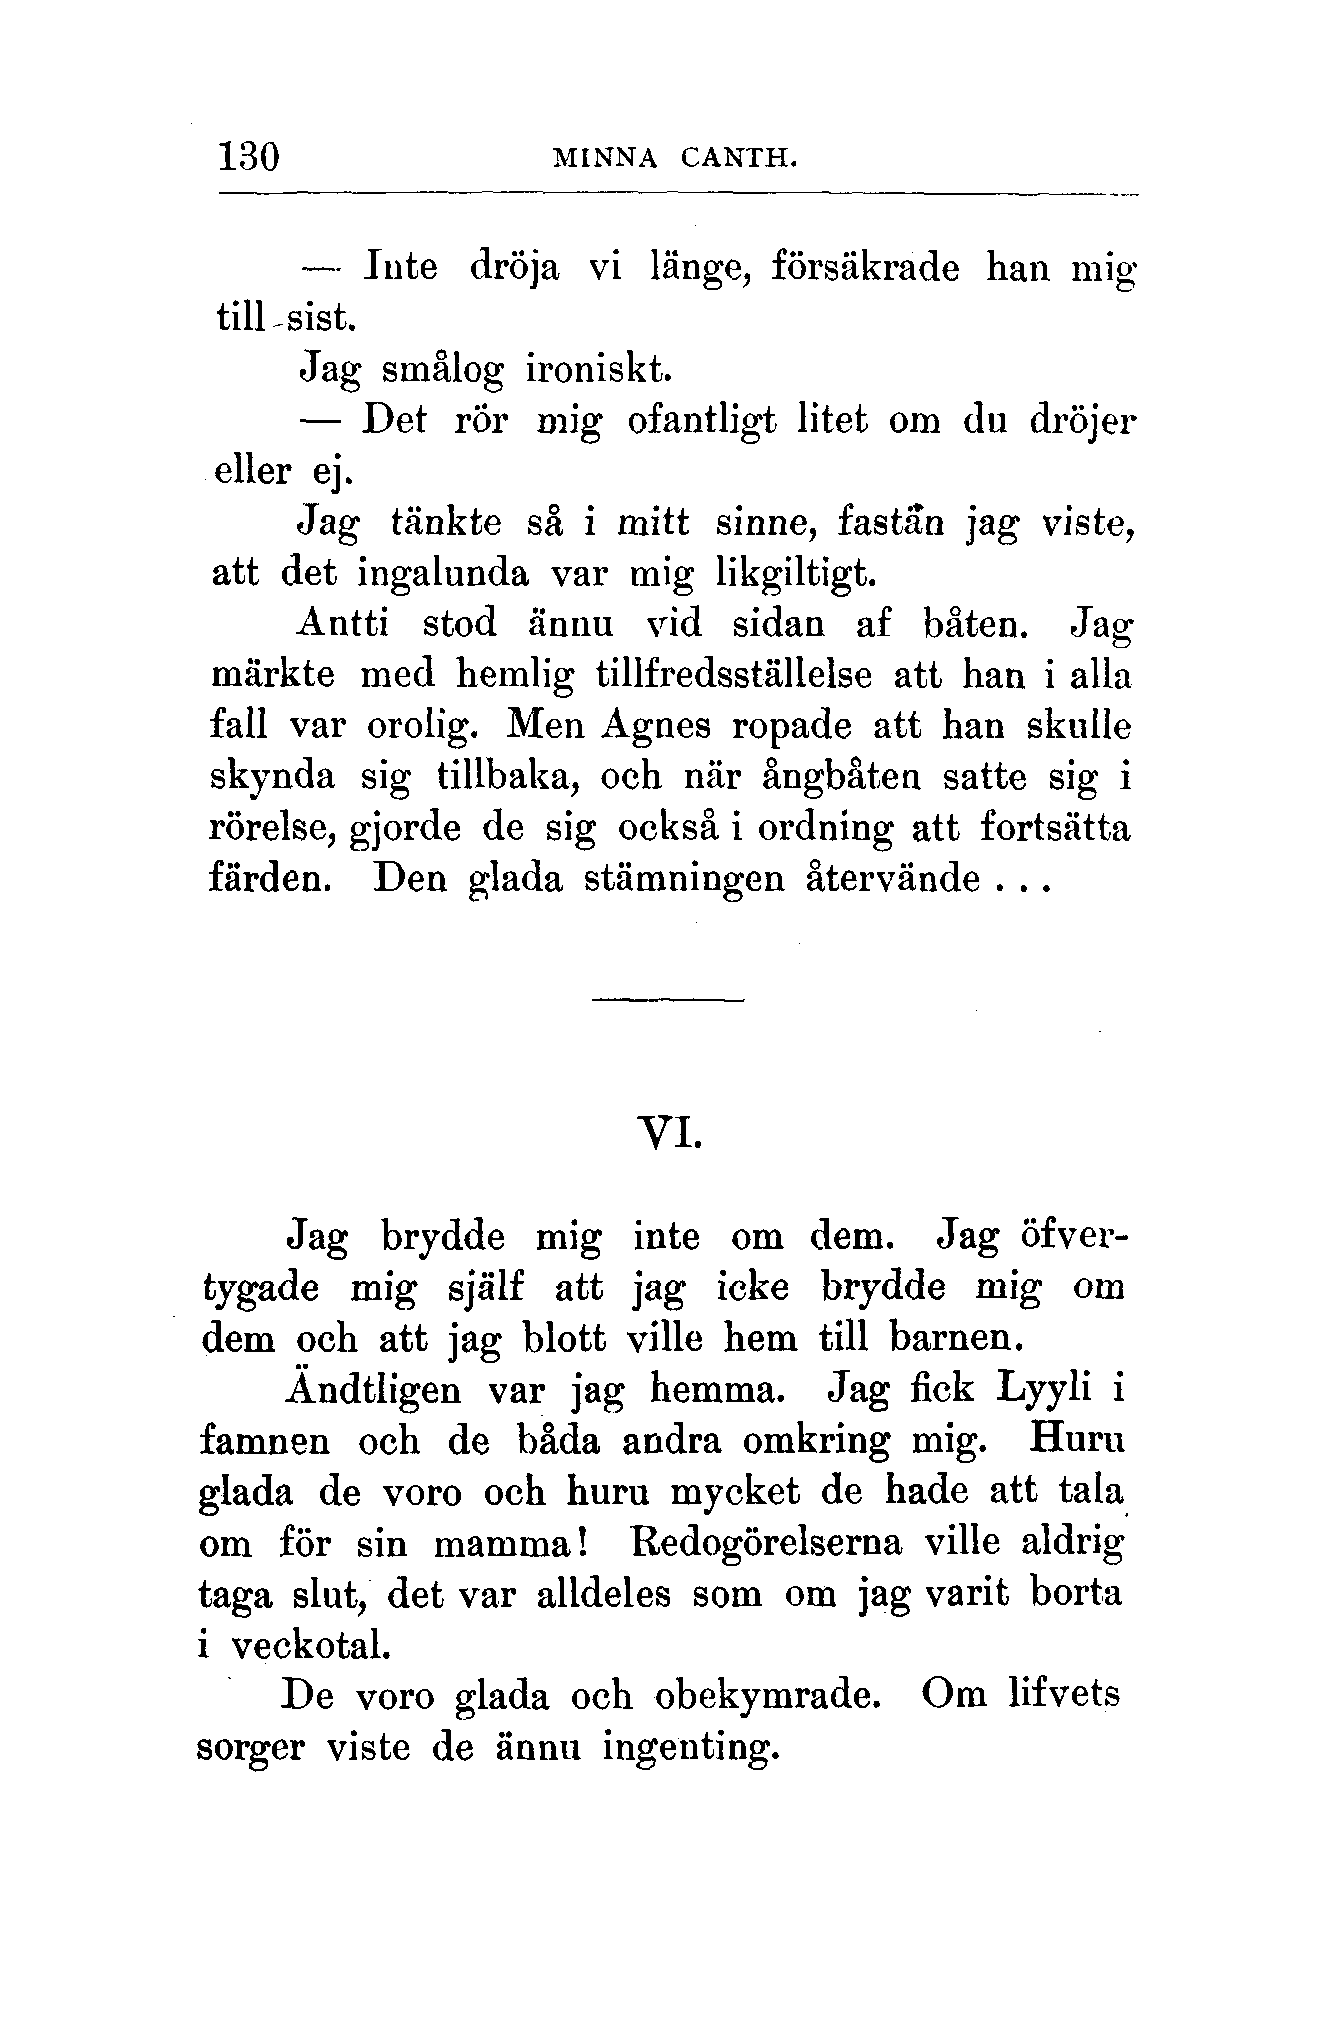 130 MINNA CANTH.
— Inte dröja vi länge, försäkrade han mig
till sist.
Jag smålog ironiskt.
— Det rör mig ofantligt litet om du dröjer
eller ej.
Jag tänkte så i mitt sinne, fastän jag viste,
att det ingalunda var mig likgiltigt.
Antti stod ännu vid sidan af båten. Jag
märkte med hemlig tillfredsställelse att han i alla
fall var orolig. Men Agnes ropade att han skulle
skynda sig tillbaka, och när ångbåten satte sig i
rörelse, gjorde de sig också i ordning att fortsätta
färden. Den glada stämningen återvände . . .
VI.
Jag brydde mig inte om dem. Jag öfver-
tygade mig själf att jag icke brydde mig om
dem och att jag blott ville hem till barnen.
Ändtligen var jag hemma. Jag fick Lyyli i
famnen och de båda andra omkring mig. Huru
glada de voro och huru mycket de hade att tala
om för sin mamma! Redogörelserna ville aldrig
taga slut, det var alldeles som om jag varit borta
i veckotal.
De voro glada och obekymrade. Om lifvets
sorger viste de ännu ingenting.